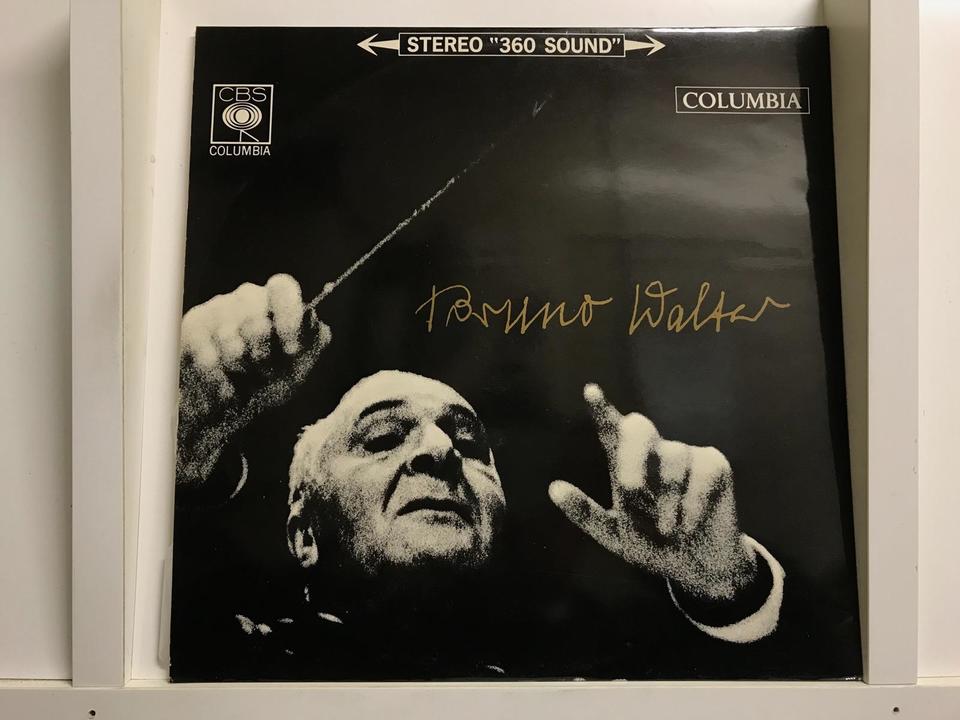 STEREO "360 SOUND"
CBS
COLUMBIA
COLUMBIA
Bruno Walter